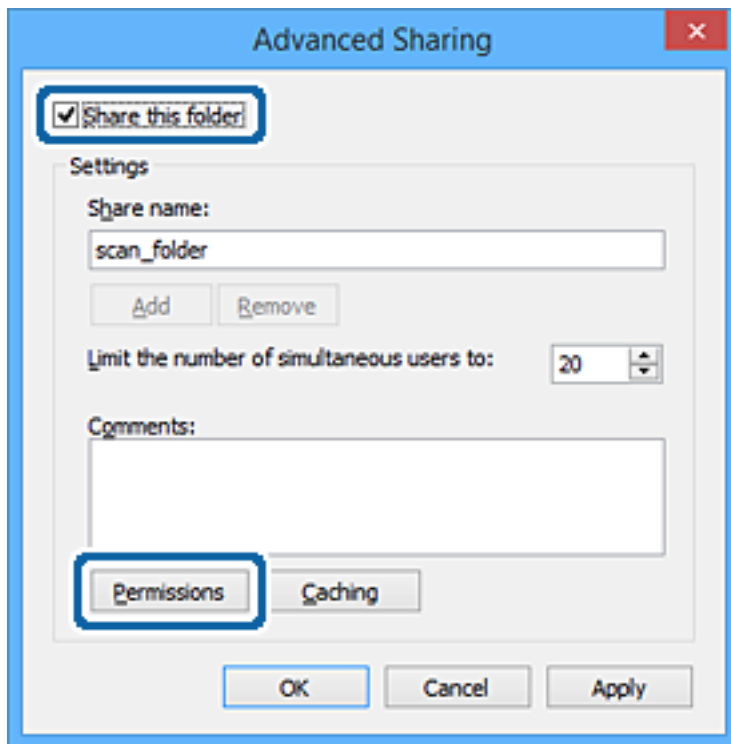 Advanced Sharing
Share this folder
Settings
Share name:
scan_folder
Add Remove
Limit the number of simultaneous users to: 20
Comments:
Permissions Caching
OK Cancel Apply